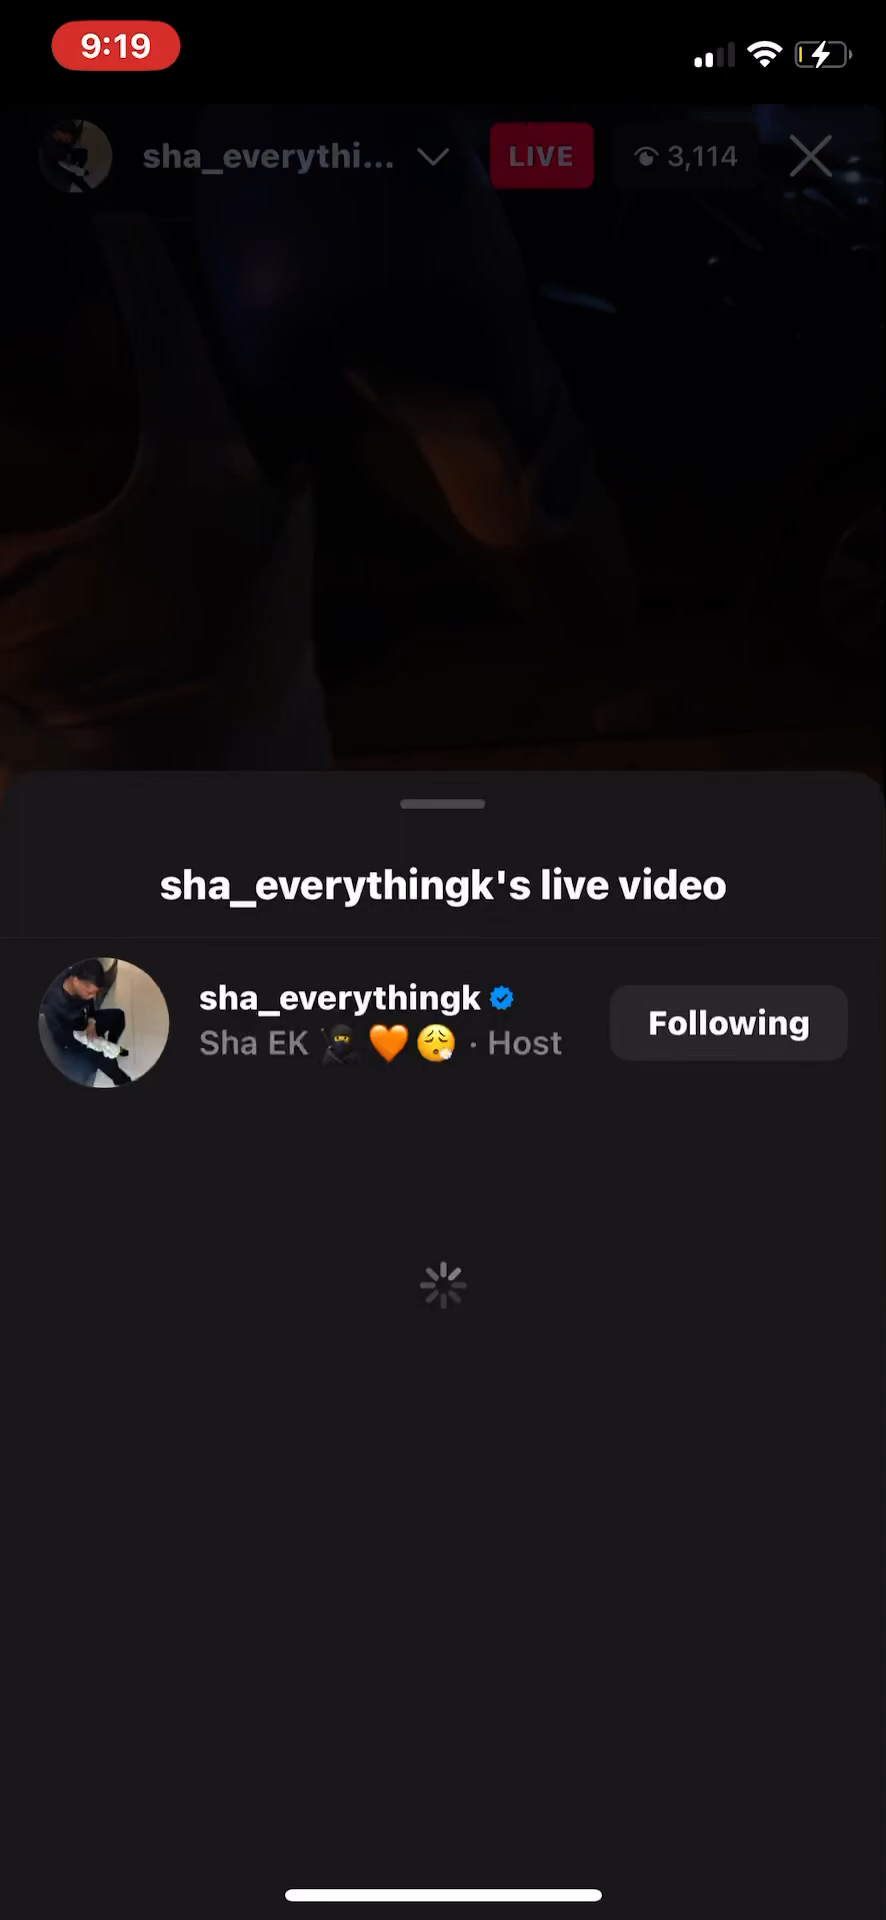 9:19
sha_everythi... LIVE 3,114
sha_everythingk's live video
sha_everythingk
Sha EK 🥷🧡😮‍💨 · Host
Following